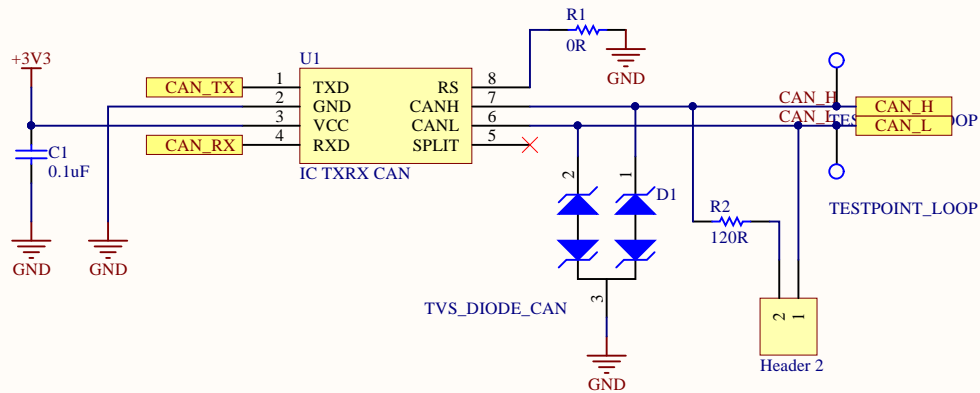 R1
0R
GND
+3V3
U1
CAN_TX
1 TXD RS 8
2 GND CANH 7
3 VCC CANL 6
4 RXD SPLIT 5
CAN_RX
IC TXRX CAN
C1
0.1uF
GND
GND
CAN_H
CAN_H
CAN_L
CAN_L
TESTPOINT_LOOP
2
1
D1
R2
120R
TESTPOINT_LOOP
3
TVS_DIODE_CAN
GND
2
1
Header 2